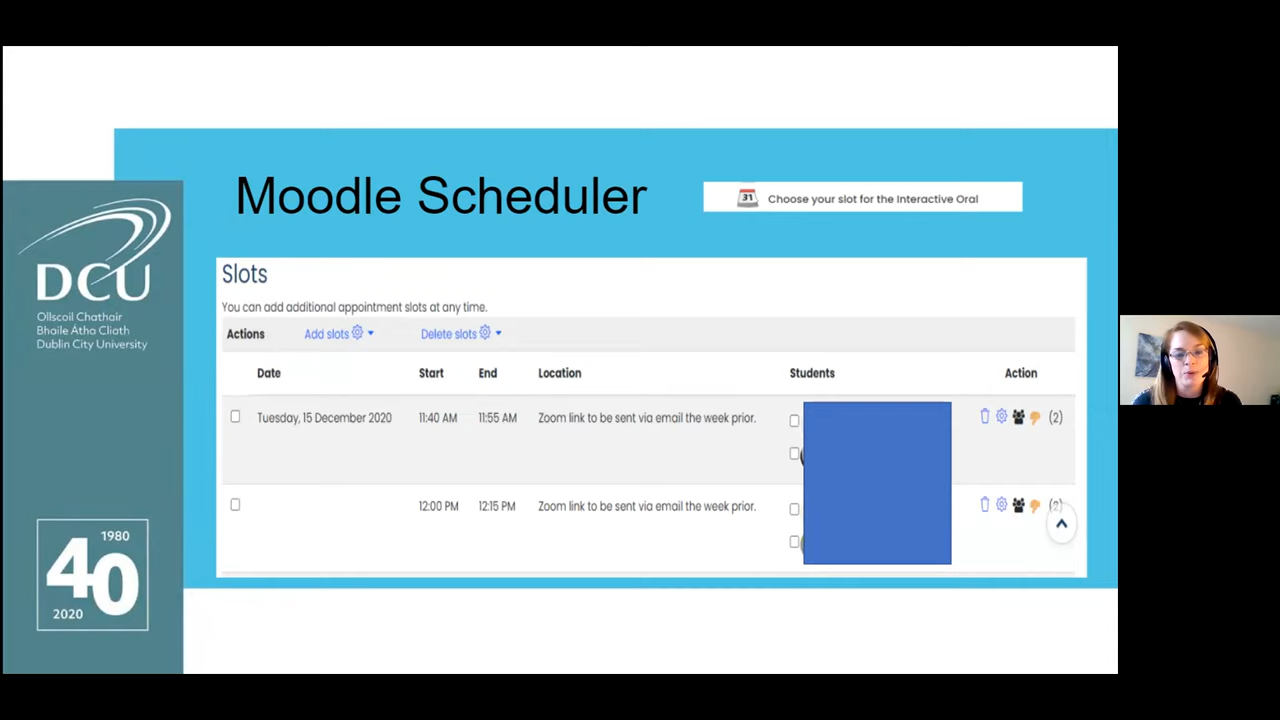 Moodle Scheduler
31 Choose your slot for the Interactive Oral
DCU
Ollscoil Chathair
Bhaile Átha Cliath
Dublin City University
1980
40
2020
Slots
You can add additional appointment slots at any time.
Actions Add slots Delete slots
Date Start End Location Students Action
Tuesday, 15 December 2020 11:40 AM 11:55 AM Zoom link to be sent via email the week prior. (2)
12:00 PM 12:15 PM Zoom link to be sent via email the week prior. (2)